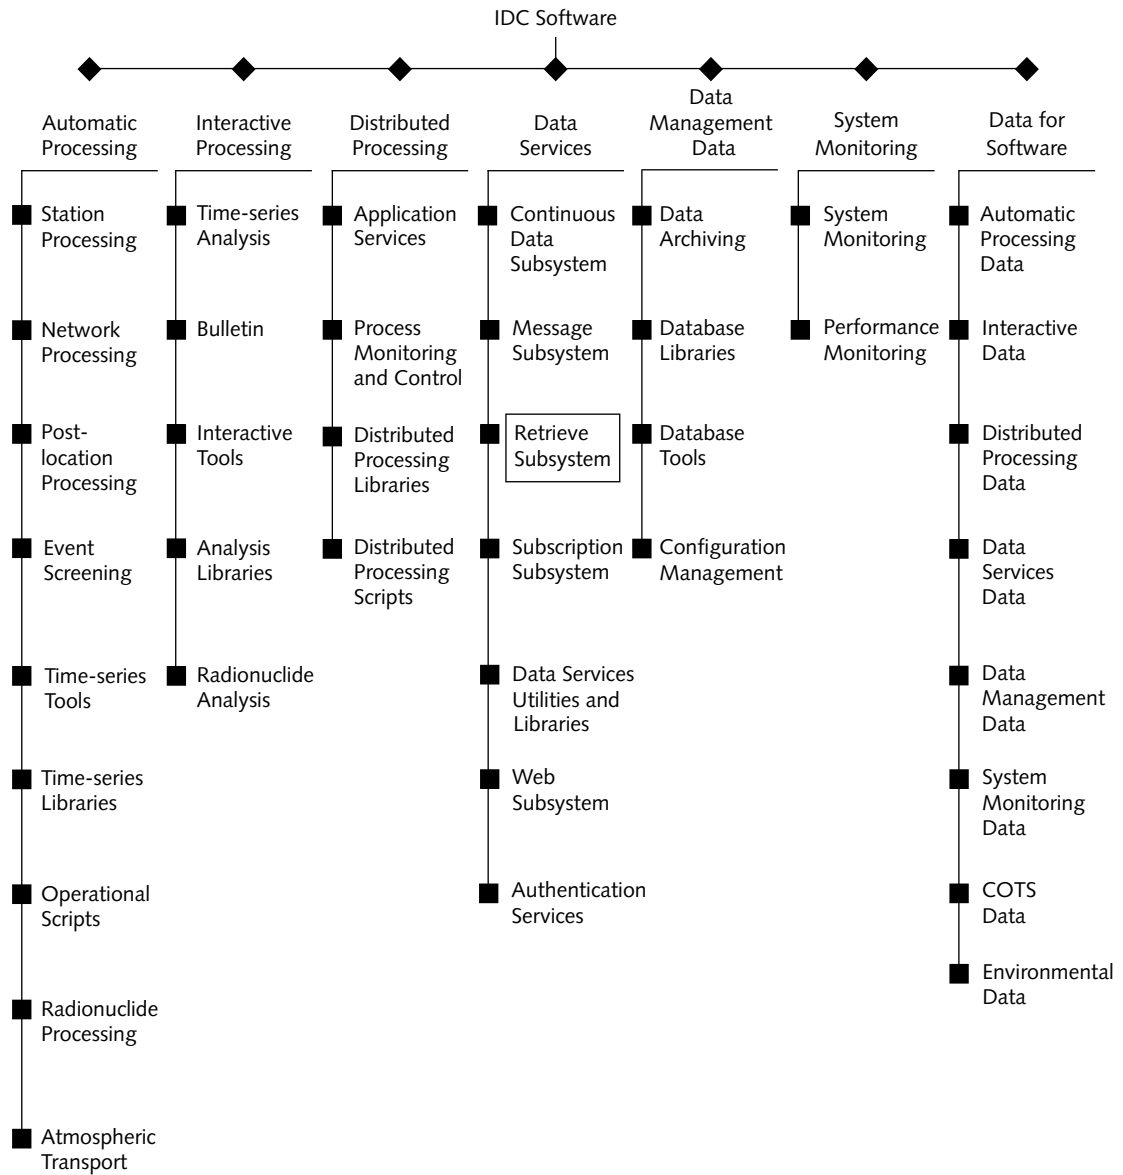 IDC Software
Automatic
Processing
Interactive
Processing
Distributed
Processing
Data
Services
Data
Management
Data
System
Monitoring
Data for
Software
Station
Processing
Network
Processing
Post-
location
Processing
Event
Screening
Time-series
Tools
Time-series
Libraries
Operational
Scripts
Radionuclide
Processing
Atmospheric
Transport
Time-series
Analysis
Bulletin
Interactive
Tools
Analysis
Libraries
Radionuclide
Analysis
Application
Services
Process
Monitoring
and Control
Distributed
Processing
Libraries
Distributed
Processing
Scripts
Continuous
Data
Subsystem
Message
Subsystem
Retrieve
Subsystem
Subscription
Subsystem
Data Services
Utilities and
Libraries
Web
Subsystem
Authentication
Services
Data
Archiving
Database
Libraries
Database
Tools
Configuration
Management
System
Monitoring
Performance
Monitoring
Automatic
Processing
Data
Interactive
Data
Distributed
Processing
Data
Data
Services
Data
Data
Management
Data
System
Monitoring
Data
COTS
Data
Environmental
Data